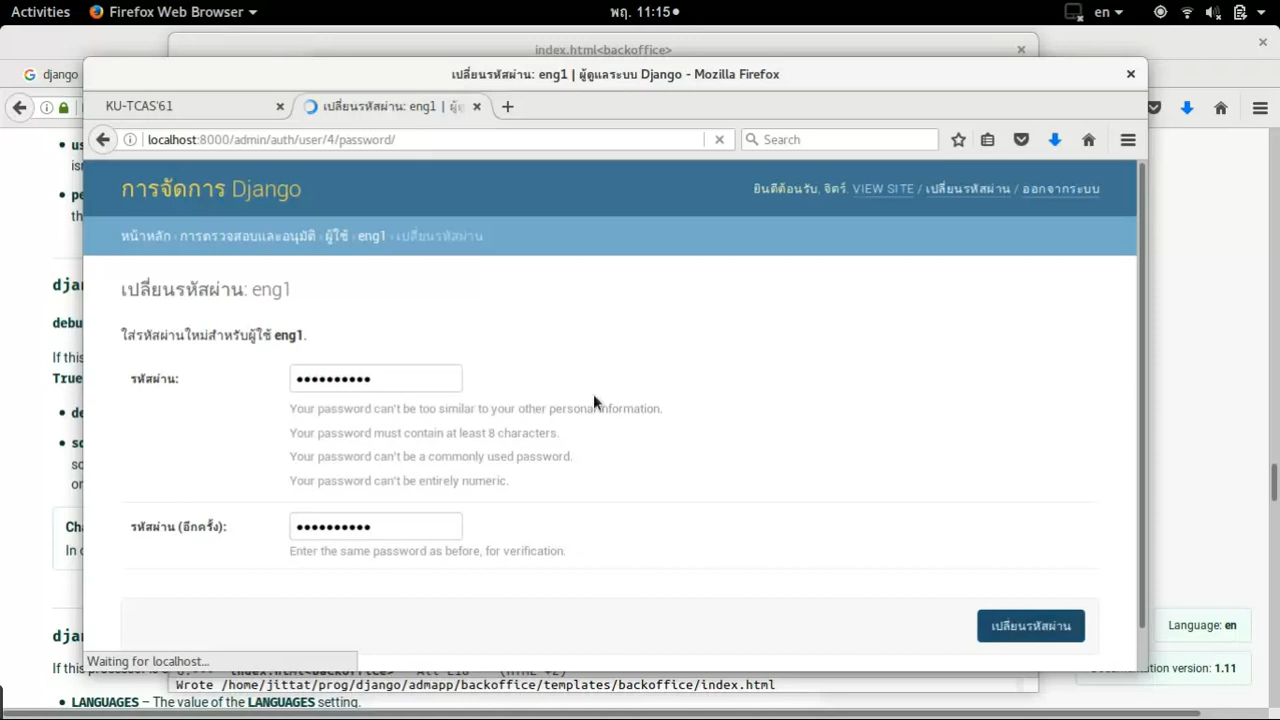 Activities
Firefox Web Browser
พฤ. 11:15
en
index.html<backoffice>
django
เปลี่ยนรหัสผ่าน: eng1 | ผู้ดูแลระบบ Django - Mozilla Firefox
KU-TCAS'61
เปลี่ยนรหัสผ่าน: eng1 | ผู้ดู
localhost:8000/admin/auth/user/4/password/
Search
การจัดการ Django
ยินดีต้อนรับ, จิตร์. VIEW SITE / เปลี่ยนรหัสผ่าน / ออกจากระบบ
หน้าหลัก › การตรวจสอบและอนุมัติ › ผู้ใช้ › eng1 › เปลี่ยนรหัสผ่าน
เปลี่ยนรหัสผ่าน: eng1
ใส่รหัสผ่านใหม่สำหรับผู้ใช้ eng1.
รหัสผ่าน:
Your password can't be too similar to your other personal information.
Your password must contain at least 8 characters.
Your password can't be a commonly used password.
Your password can't be entirely numeric.
รหัสผ่าน (อีกครั้ง):
Enter the same password as before, for verification.
เปลี่ยนรหัสผ่าน
Language: en
Waiting for localhost...
If this
True
In
If this
index.html<backoffice>
version: 1.11
Wrote /home/jittat/prog/django/admapp/backoffice/templates/backoffice/index.html
LANGUAGES – The value of the LANGUAGES setting.